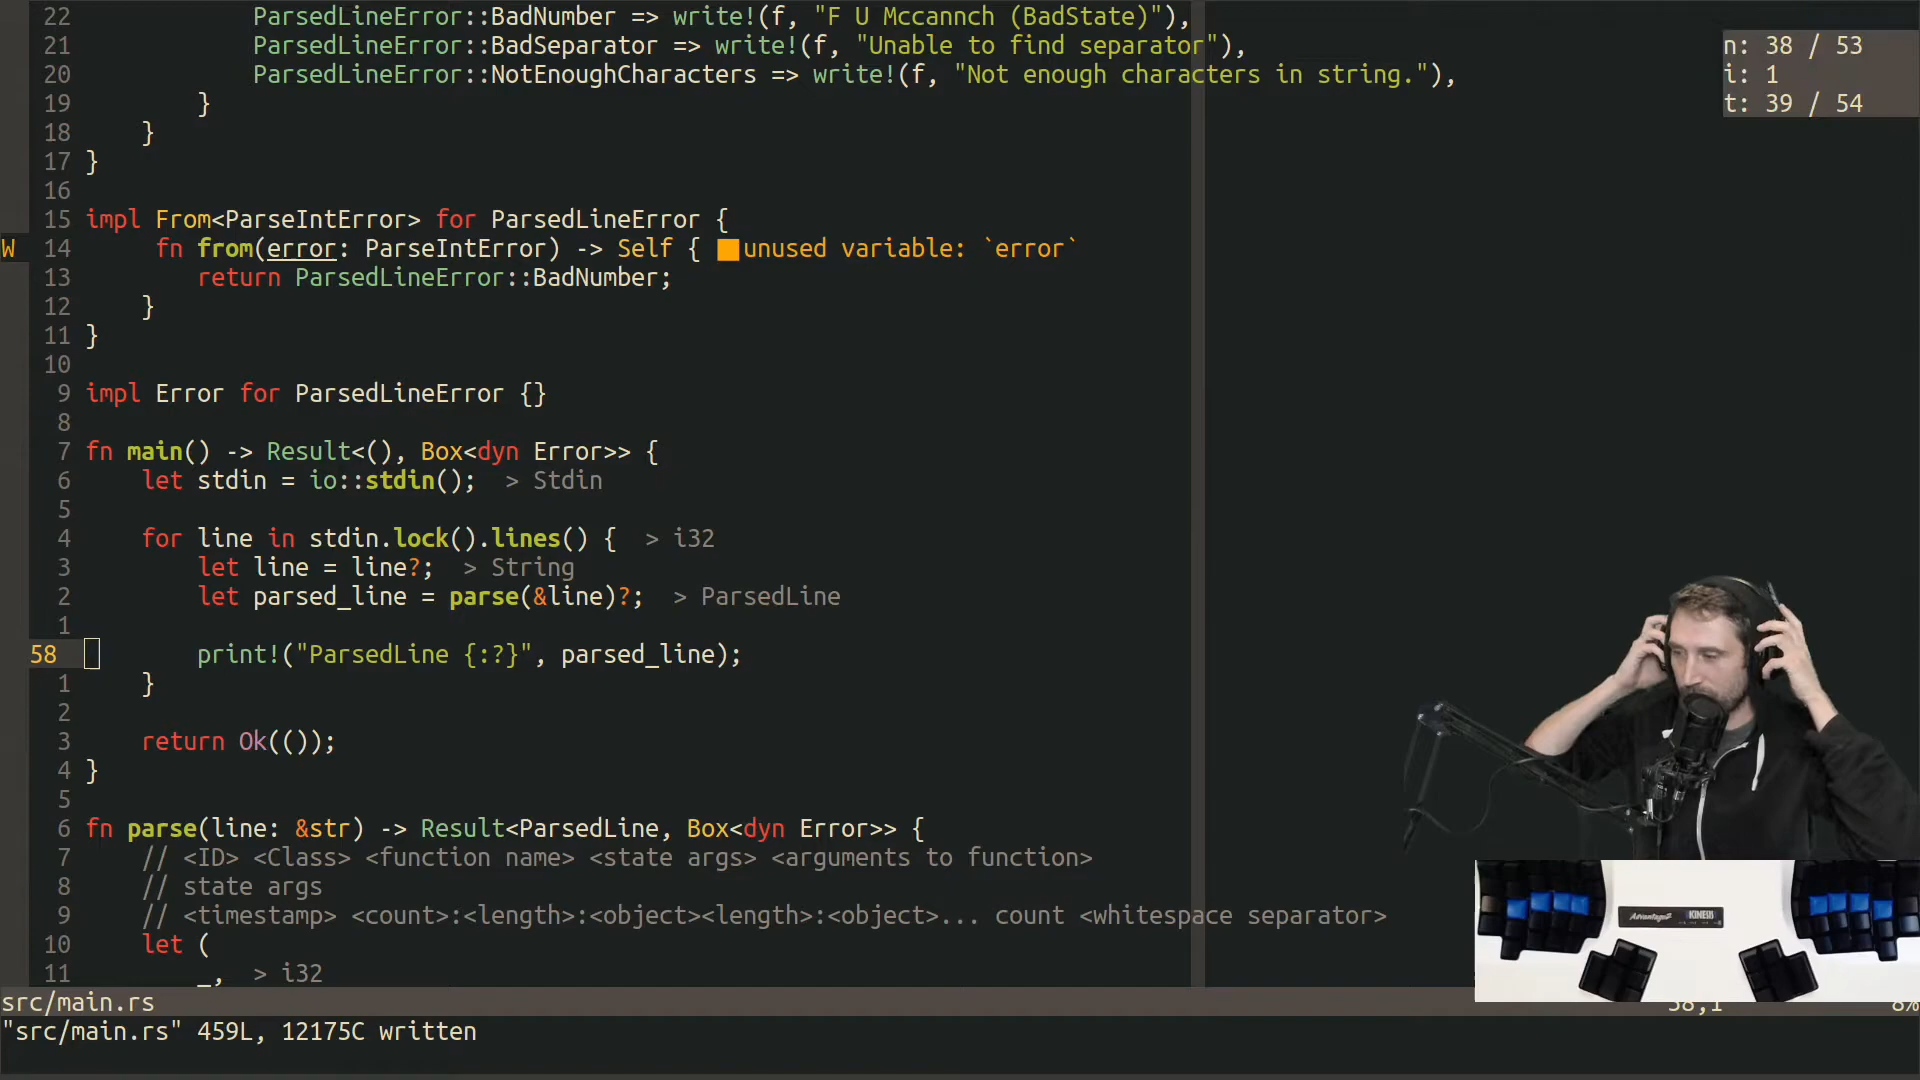 22 ParsedLineError::BadNumber => write!(f, "F U Mccannch (BadState)"),
21 ParsedLineError::BadSeparator => write!(f, "Unable to find separator"),
20 ParsedLineError::NotEnoughCharacters => write!(f, "Not enough characters in string."),
19 }
18 }
17 }
16
15 impl From<ParseIntError> for ParsedLineError {
W 14 fn from(error: ParseIntError) -> Self { unused variable: `error`
13 return ParsedLineError::BadNumber;
12 }
11 }
10
9 impl Error for ParsedLineError {}
8
7 fn main() -> Result<(), Box<dyn Error>> {
6 let stdin = io::stdin(); > Stdin
5
4 for line in stdin.lock().lines() { > i32
3 let line = line?; > String
2 let parsed_line = parse(&line)?; > ParsedLine
1
58 print!("ParsedLine {:?}", parsed_line);
1 }
2
3 return Ok(());
4 }
5
6 fn parse(line: &str) -> Result<ParsedLine, Box<dyn Error>> {
7 // <ID> <Class> <function name> <state args> <arguments to function>
8 // state args
9 // <timestamp> <count>:<length>:<object><length>:<object>... count <whitespace separator>
10 let (
11 _, > i32
n: 38 / 53
i: 1
t: 39 / 54
Advantage2 KINESIS
src/main.rs 58,1 8%
"src/main.rs" 459L, 12175C written